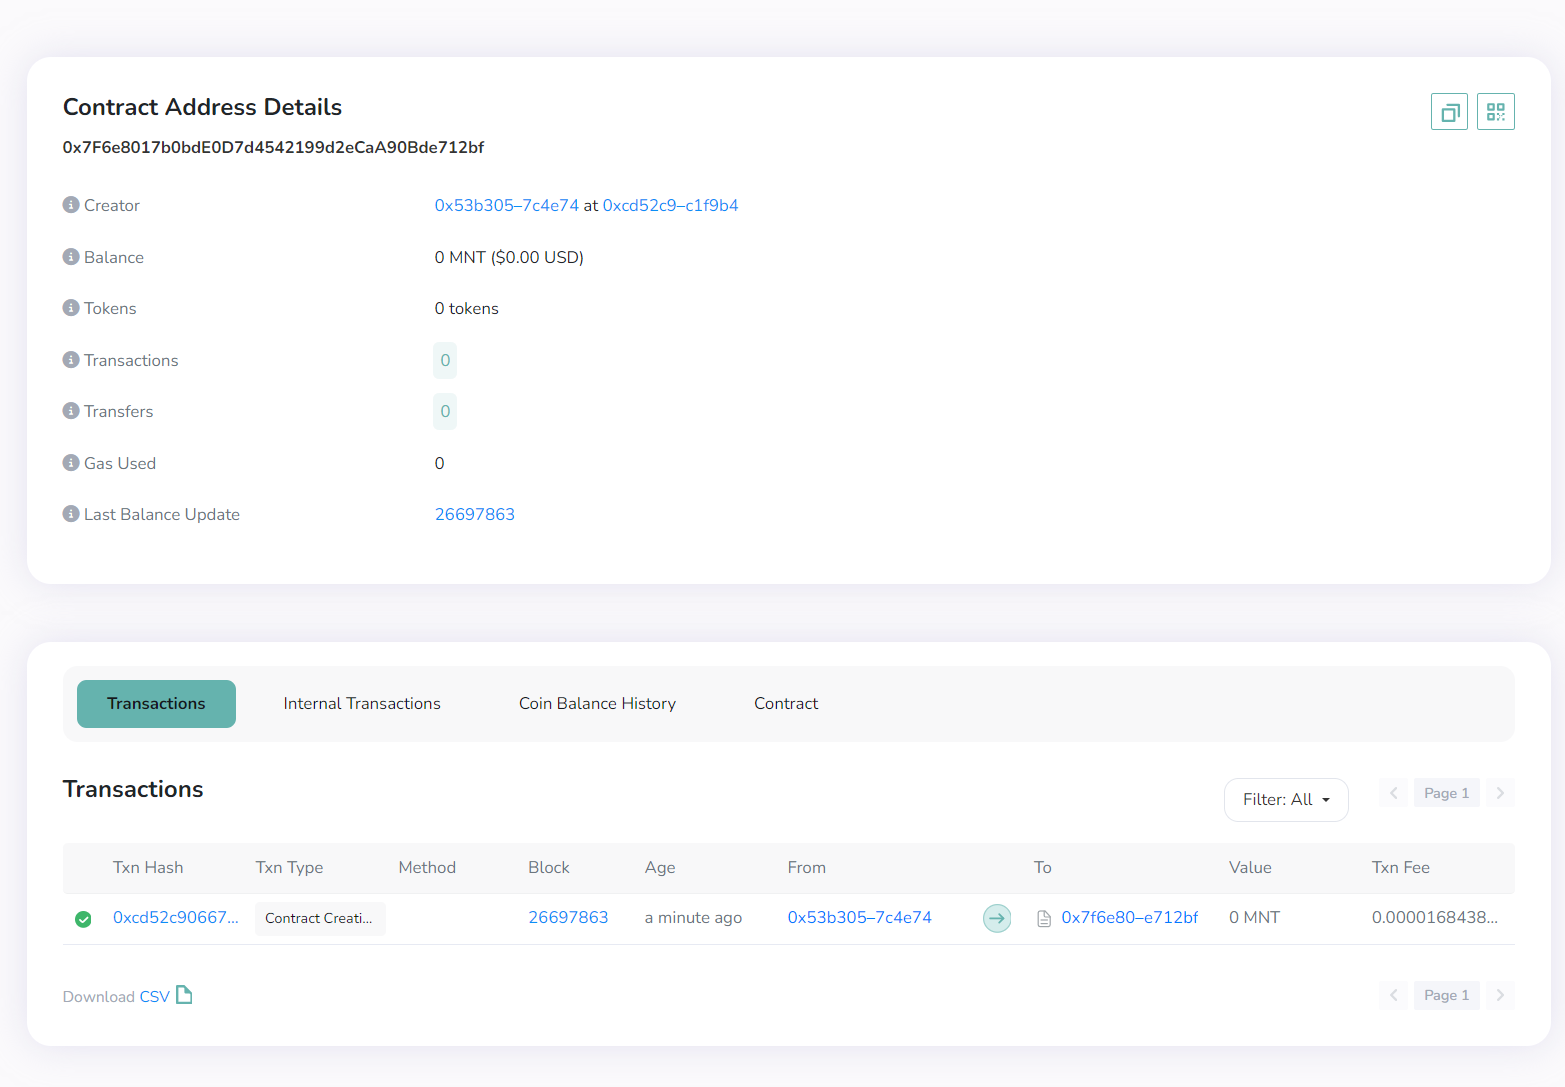 Contract Address Details
0x7F6e8017b0bdE0D7d4542199d2eCaA90Bde712bf
Creator 0x53b305–7c4e74 at 0xcd52c9–c1f9b4
Balance 0 MNT ($0.00 USD)
Tokens 0 tokens
Transactions 0
Transfers 0
Gas Used 0
Last Balance Update 26697863
Transactions Internal Transactions Coin Balance History Contract
Transactions
Filter: All Page 1
Txn Hash Txn Type Method Block Age From To Value Txn Fee
0xcd52c90667... Contract Creati... 26697863 a minute ago 0x53b305–7c4e74 0x7f6e80–e712bf 0 MNT 0.0000168438...
Download CSV Page 1